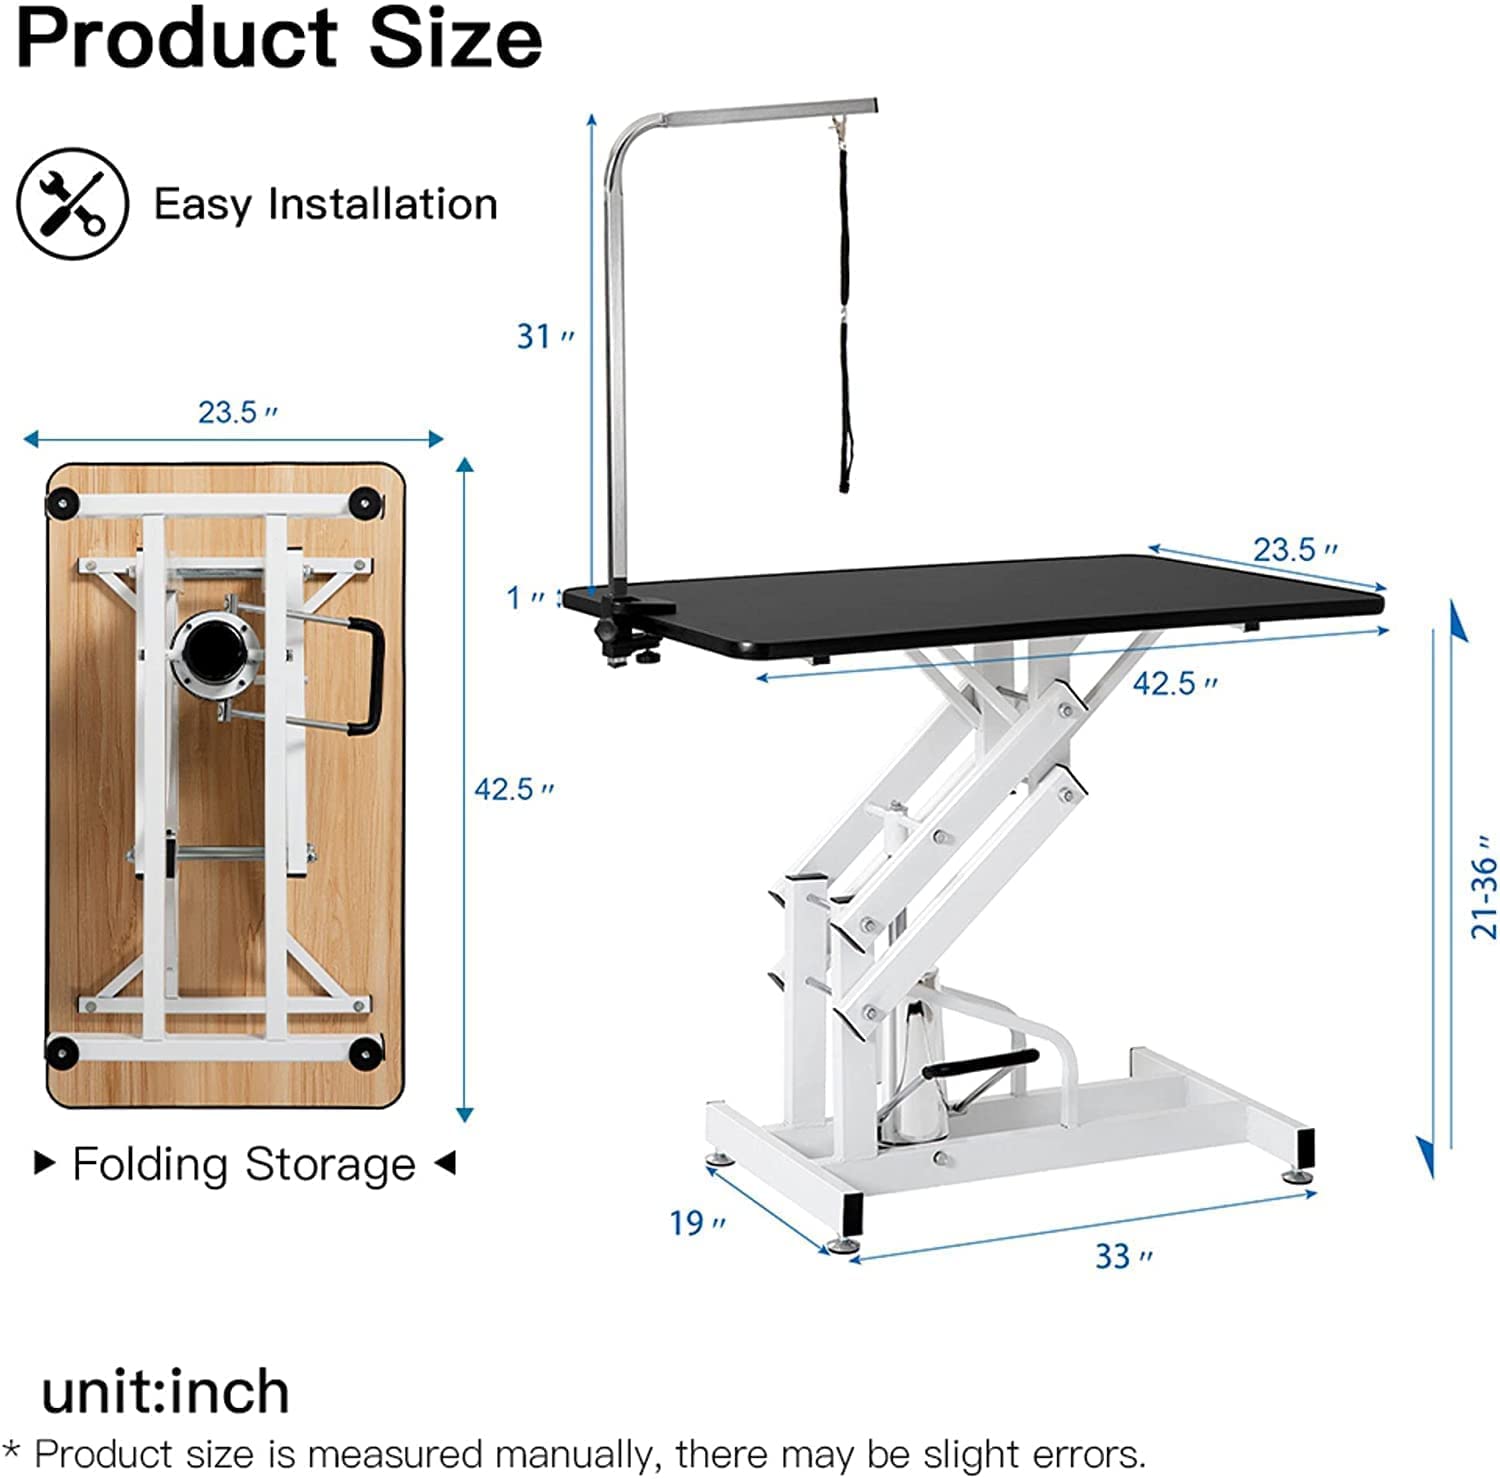 Product Size
Easy Installation
31 ″
23.5 ″
23.5 ″
1 ″
42.5 ″
42.5 ″
21-36 ″
▶ Folding Storage ◀
19 ″
33 ″
unit:inch
* Product size is measured manually, there may be slight errors.